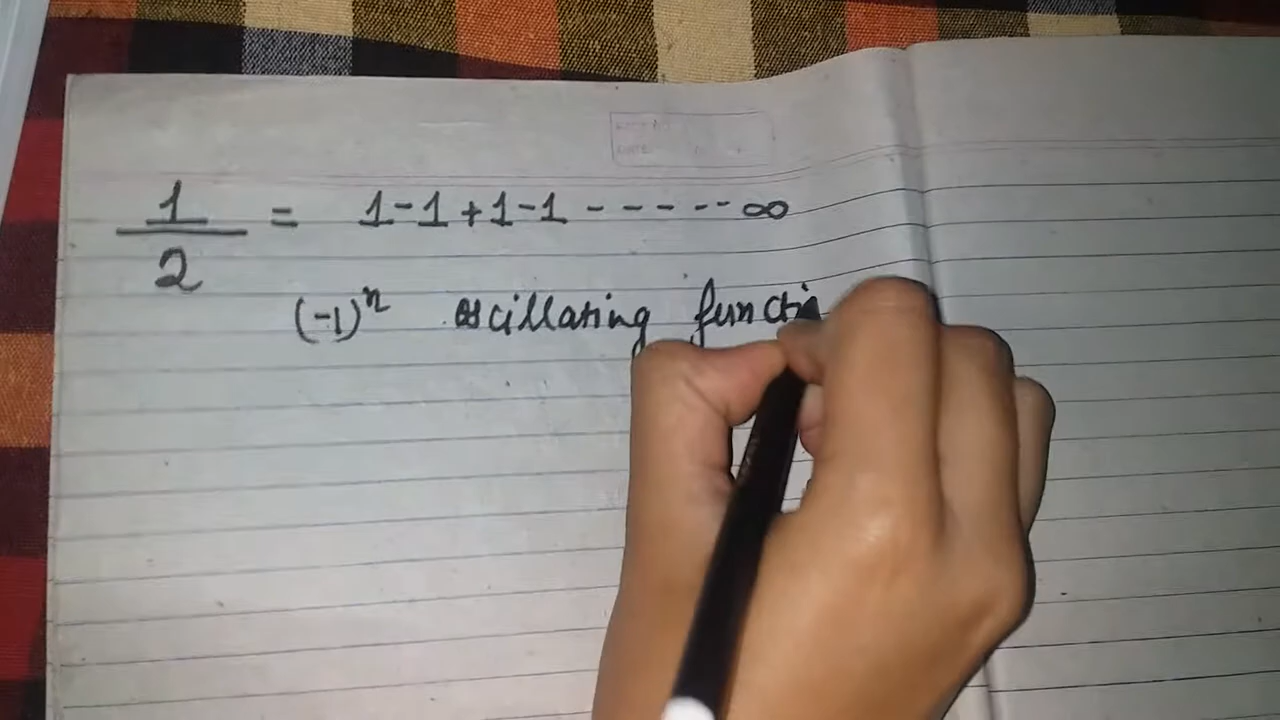 1/2 = 1-1+1-1 ------ ∞
(-1)ⁿ oscillating functi